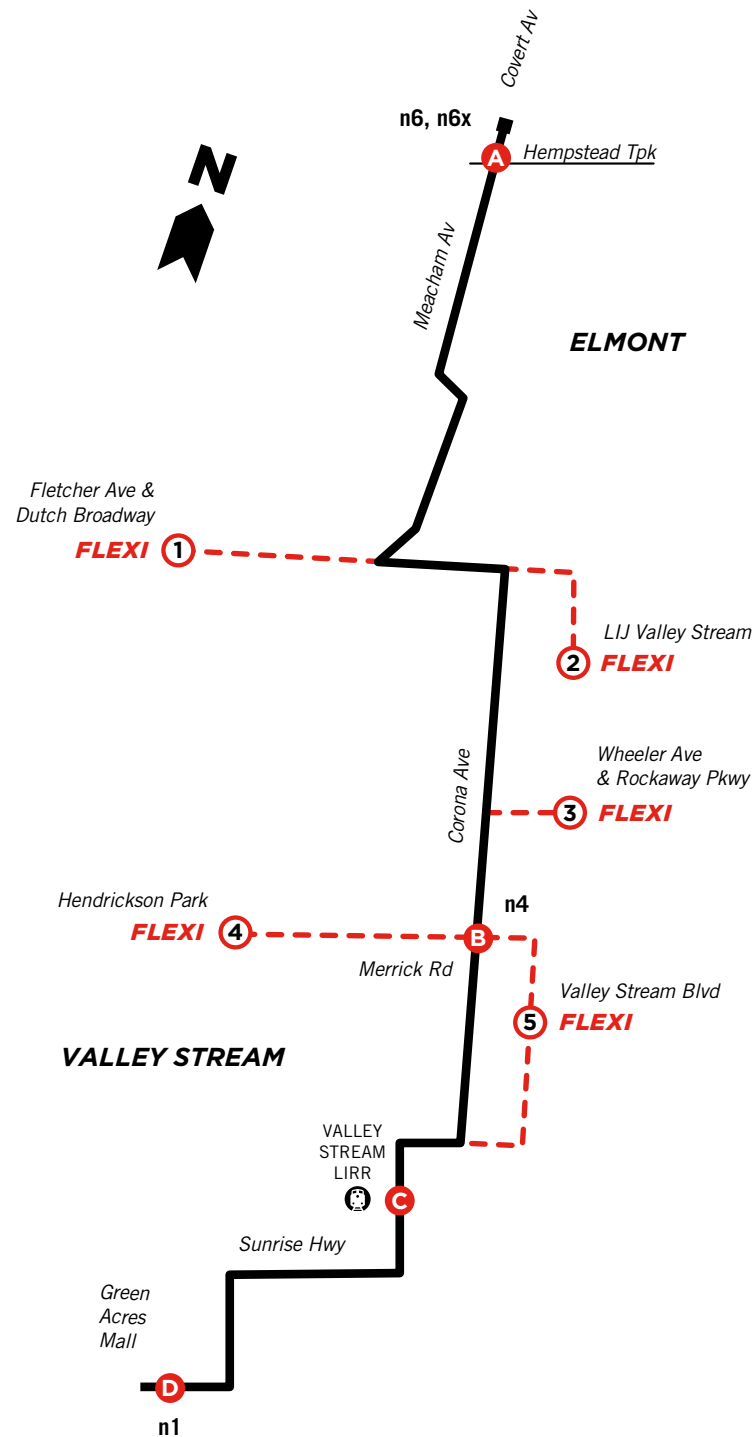 Covert Av
n6, n6x
N
A
Hempstead Tpk
Meacham Av
ELMONT
Fletcher Ave &
Dutch Broadway
FLEXI 1
LIJ Valley Stream
2 FLEXI
Wheeler Ave
& Rockaway Pkwy
3 FLEXI
Corona Ave
Hendrickson Park
FLEXI 4
n4
B
Merrick Rd
Valley Stream Blvd
5 FLEXI
VALLEY STREAM
VALLEY
STREAM
LIRR
C
Sunrise Hwy
Green
Acres
Mall
D
n1